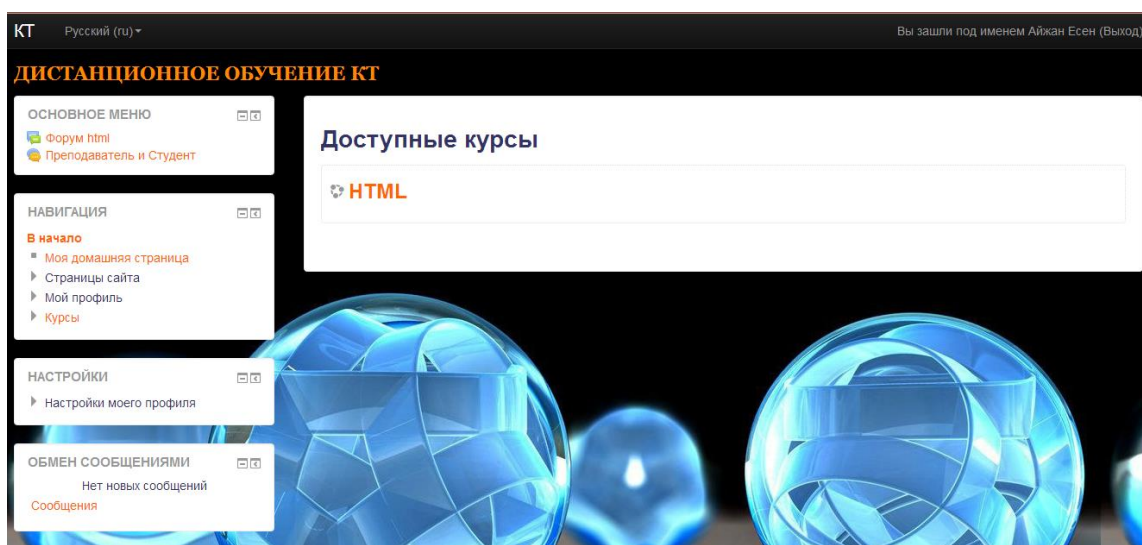 КТ Русский (ru) Вы зашли под именем Айжан Есен (Выход)
ДИСТАНЦИОННОЕ ОБУЧЕНИЕ КТ
ОСНОВНОЕ МЕНЮ
Форум html
Преподаватель и Студент
НАВИГАЦИЯ
В начало
Моя домашняя страница
Страницы сайта
Мой профиль
Курсы
НАСТРОЙКИ
Настройки моего профиля
ОБМЕН СООБЩЕНИЯМИ
Нет новых сообщений
Сообщения
Доступные курсы
HTML